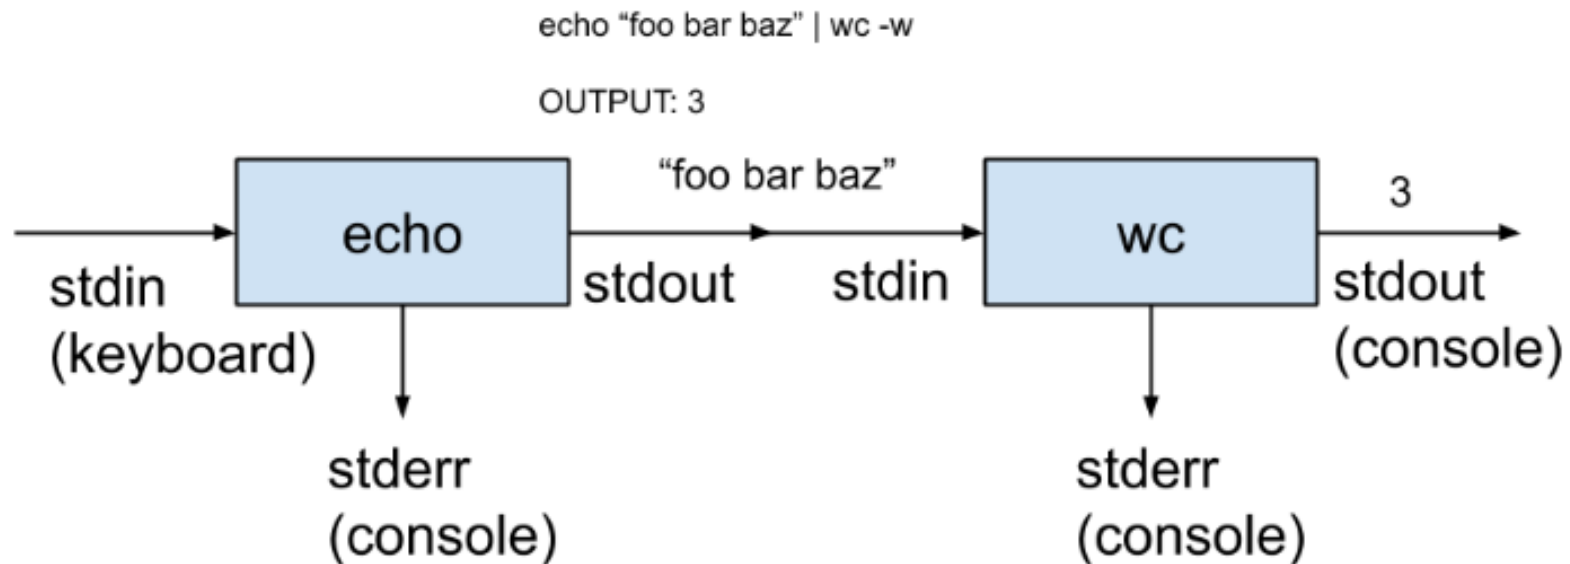 echo “foo bar baz” | wc -w
OUTPUT: 3
“foo bar baz”
3
echo
wc
stdin
(keyboard)
stdout
stdin
stdout
(console)
stderr
(console)
stderr
(console)